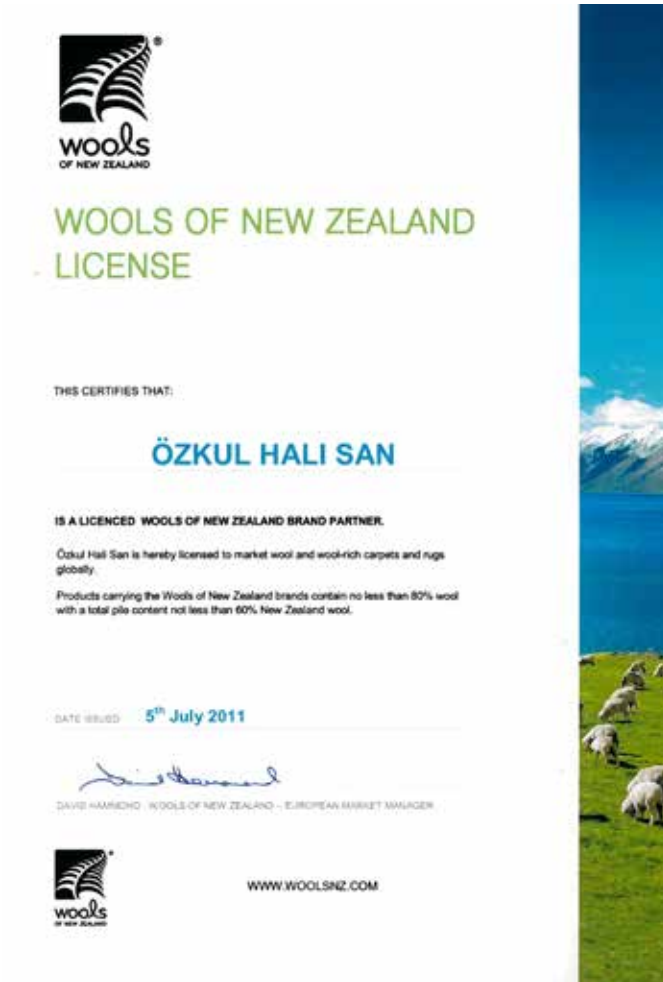 wools
OF NEW ZEALAND
WOOLS OF NEW ZEALAND
LICENSE
THIS CERTIFIES THAT:
ÖZKUL HALI SAN
IS A LICENCED WOOLS OF NEW ZEALAND BRAND PARTNER.
Özkul Hali San is hereby licensed to market wool and wool-rich carpets and rugs
globally.
Products carrying the Wools of New Zealand brands contain no less than 80% wool
with a total pile content not less than 60% New Zealand wool.
DATE ISSUED 5th July 2011
DAVID - WOOLS OF NEW ZEALAND – EUROPEAN MARKET MANAGER
wools
OF NEW ZEALAND
WWW.WOOLSNZ.COM